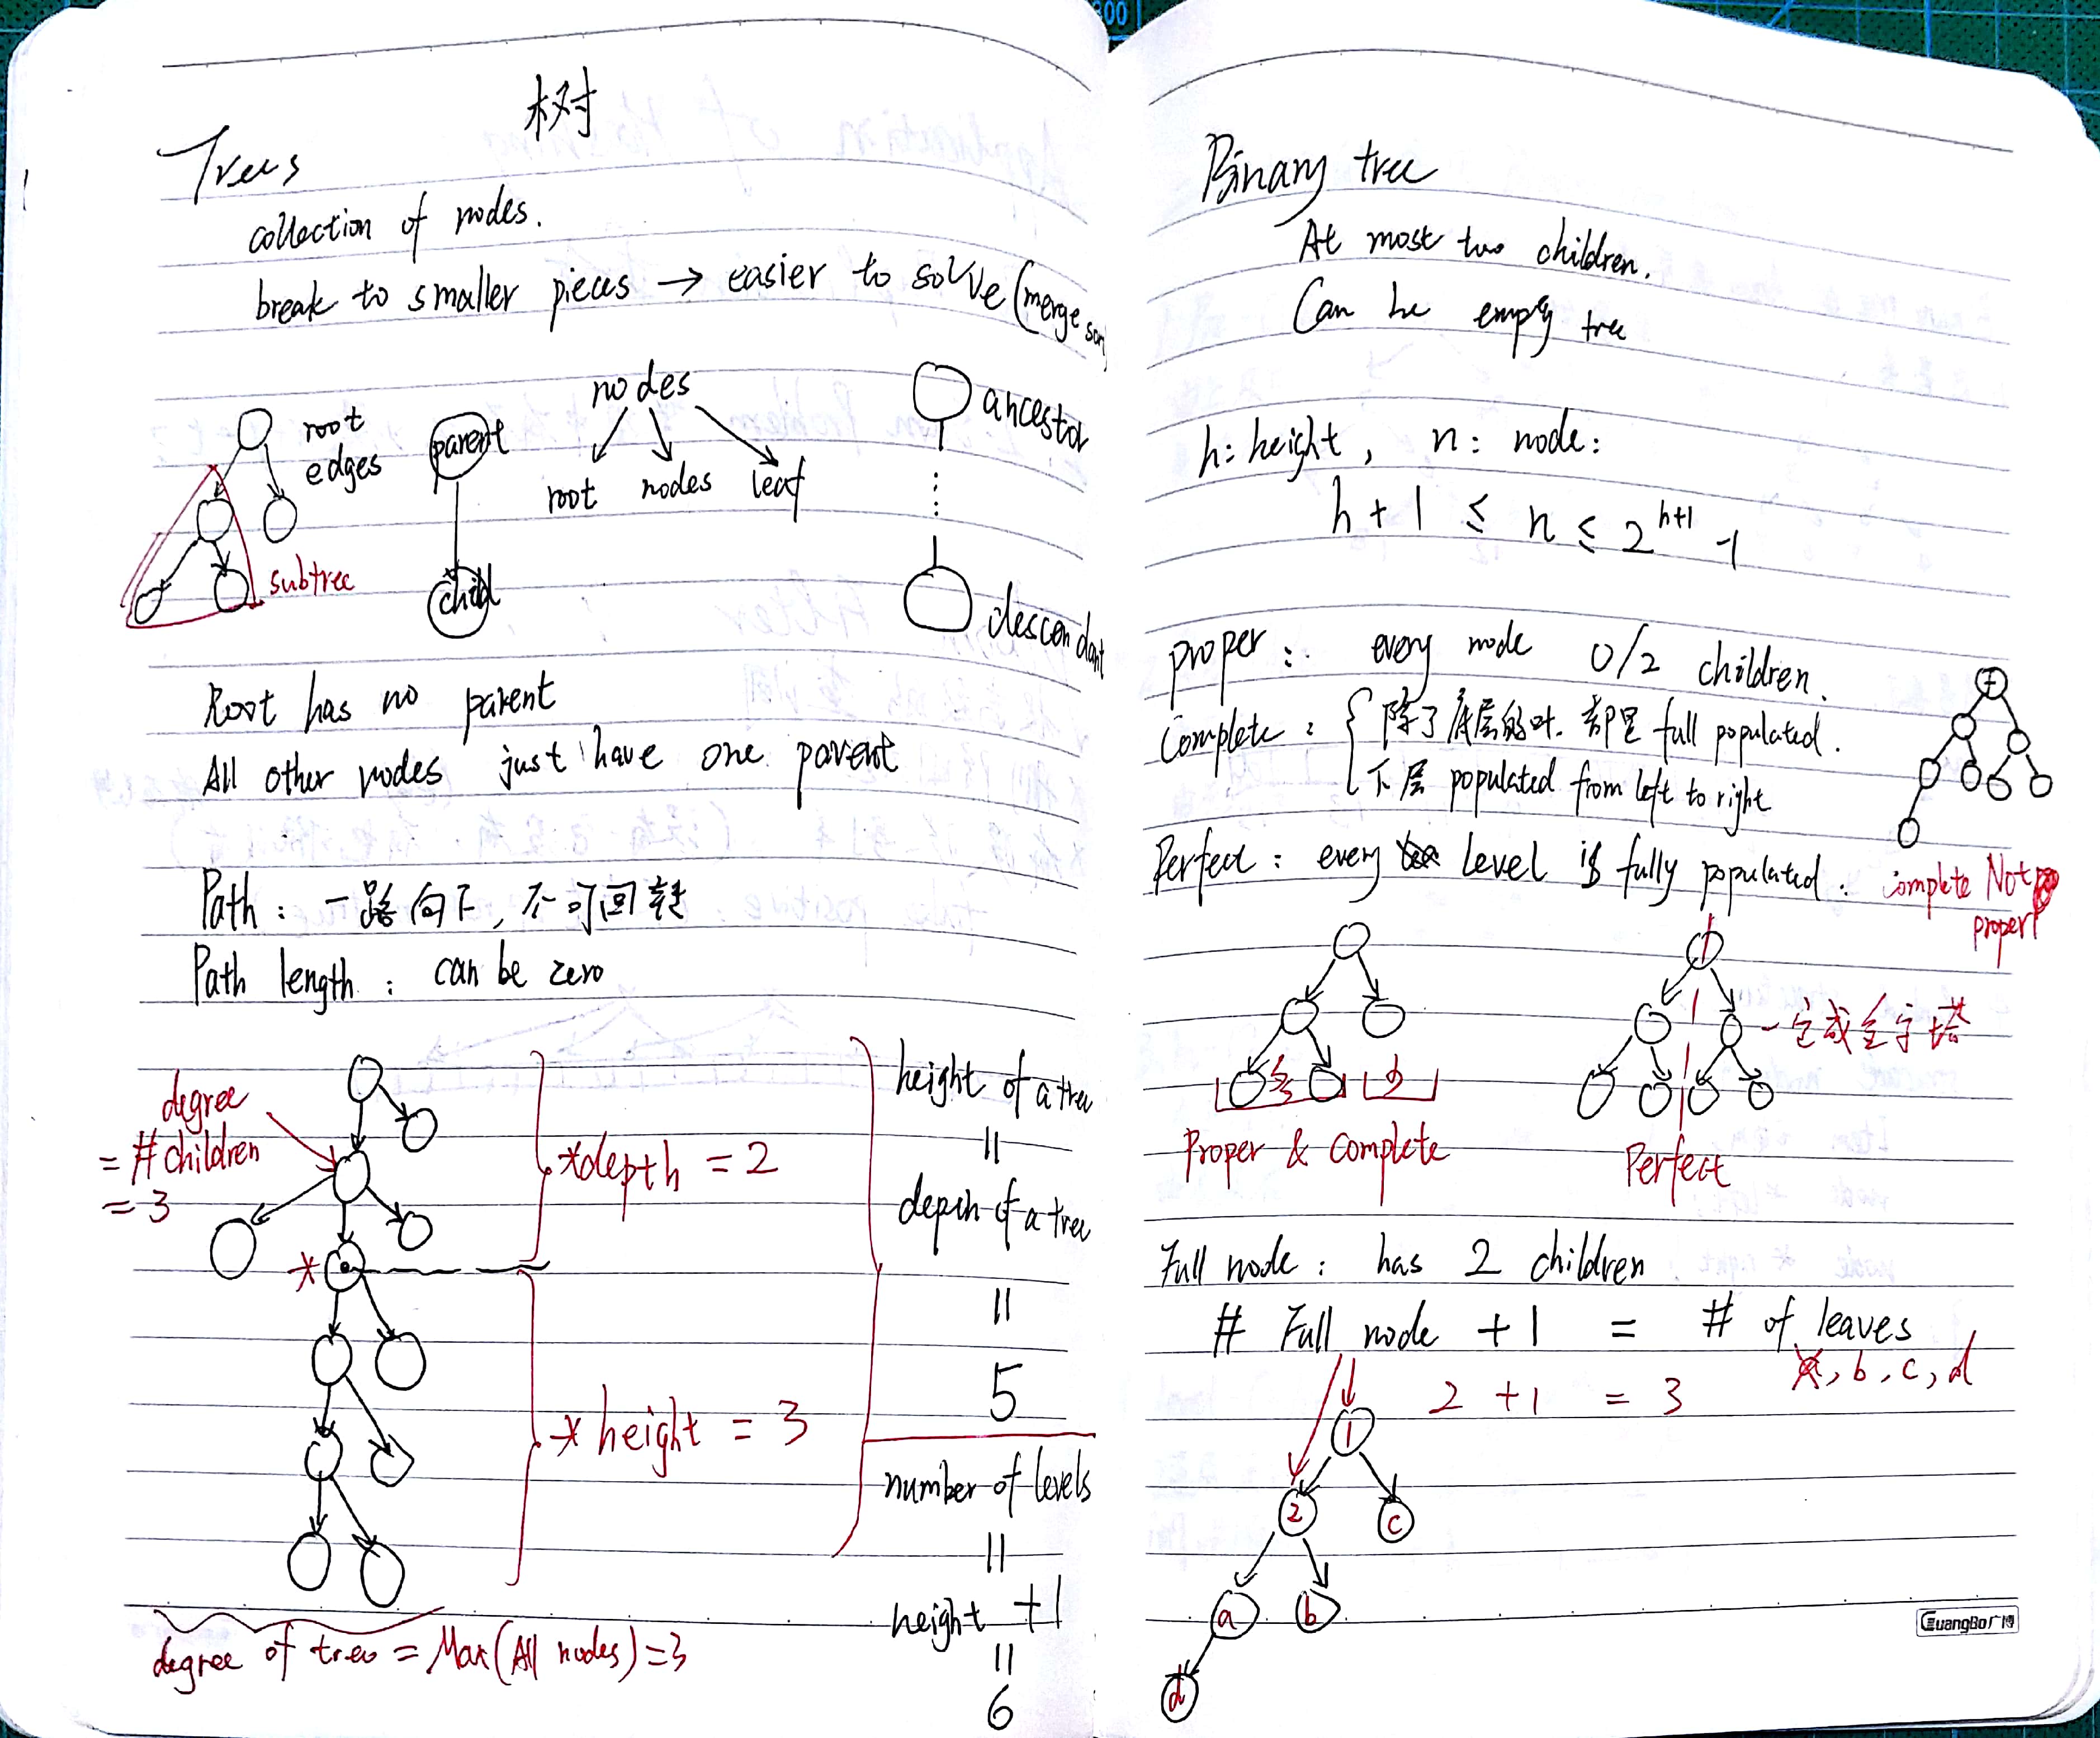 树
Trees
collection of nodes.
break to smaller pieces → easier to solve (merge sort
root
edges
subtree
parent
child
nodes
root nodes leaf
ancestor
descendant
Root has no parent
All other nodes just have one parent
Path: 一路向下, 不可回走
Path length: can be zero
degree
= # children
= 3
*
*depth = 2
* height = 3
height of a tree
=
depth of a tree
=
5
number of levels
=
height +1
=
6
degree of tree = Max(All nodes) = 3
Binary tree
At most two children.
Can be empty tree
h: height, n: node:
h + 1 ≤ n ≤ 2^{h+1} -1
proper: every node 0/2 children.
Complete: { 除了底层的叶. 都是 full populated.
下层 populated from left to right
Perfect: every level is fully populated.
complete Not
proper
多 少
Proper & Complete
一定成金字塔
Perfect
Full node: has 2 children
# Full node + 1 = # of leaves
a, b, c, d
2 + 1 = 3
1
2 c
a b
d
GuangBo广博